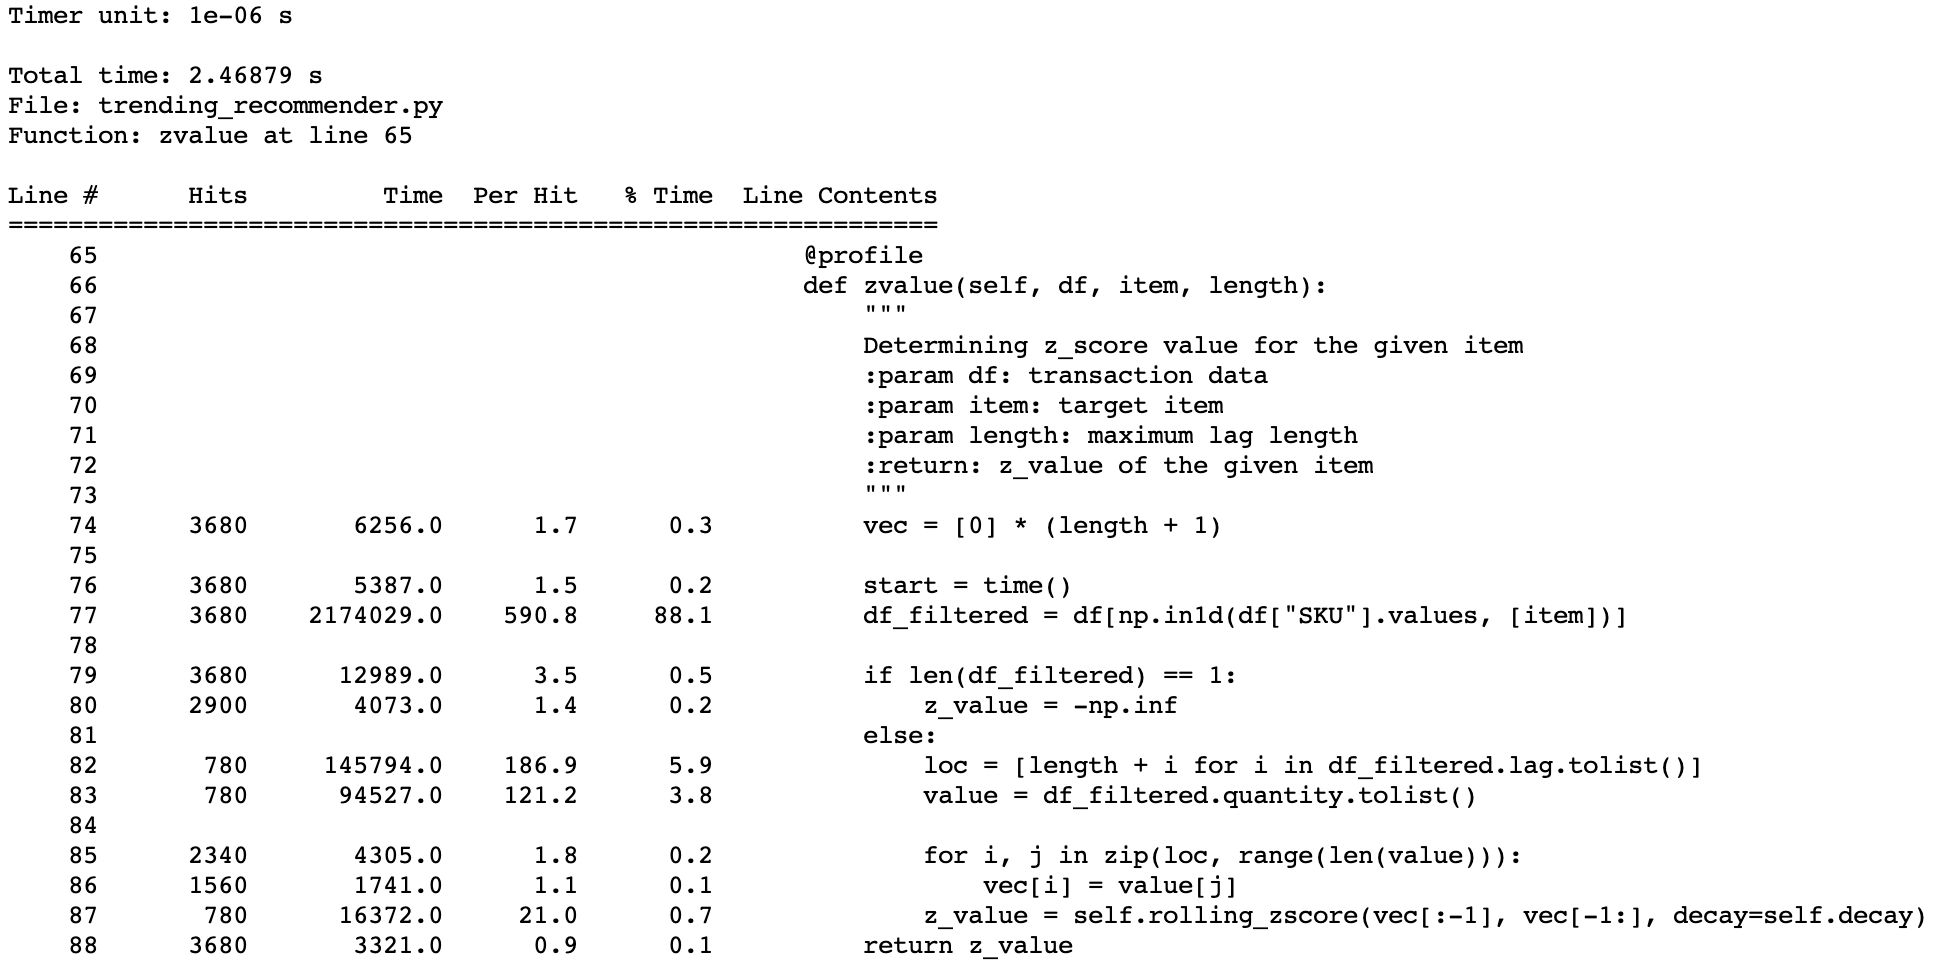 Timer unit: 1e-06 s
Total time: 2.46879 s
File: trending_recommender.py
Function: zvalue at line 65
Line #      Hits         Time  Per Hit   % Time  Line Contents
==============================================================
    65                                               @profile
    66                                               def zvalue(self, df, item, length):
    67                                                   """
    68                                                   Determining z_score value for the given item
    69                                                   :param df: transaction data
    70                                                   :param item: target item
    71                                                   :param length: maximum lag length
    72                                                   :return: z_value of the given item
    73                                                   """
    74      3680       6256.0      1.7      0.3          vec = [0] * (length + 1)
    75
    76      3680       5387.0      1.5      0.2          start = time()
    77      3680    2174029.0    590.8     88.1          df_filtered = df[np.in1d(df["SKU"].values, [item])]
    78
    79      3680      12989.0      3.5      0.5          if len(df_filtered) == 1:
    80      2900       4073.0      1.4      0.2              z_value = -np.inf
    81                                                   else:
    82       780     145794.0    186.9      5.9              loc = [length + i for i in df_filtered.lag.tolist()]
    83       780      94527.0    121.2      3.8              value = df_filtered.quantity.tolist()
    84
    85      2340       4305.0      1.8      0.2              for i, j in zip(loc, range(len(value))):
    86      1560       1741.0      1.1      0.1                  vec[i] = value[j]
    87       780      16372.0     21.0      0.7              z_value = self.rolling_zscore(vec[:-1], vec[-1:], decay=self.decay)
    88      3680       3321.0      0.9      0.1          return z_value